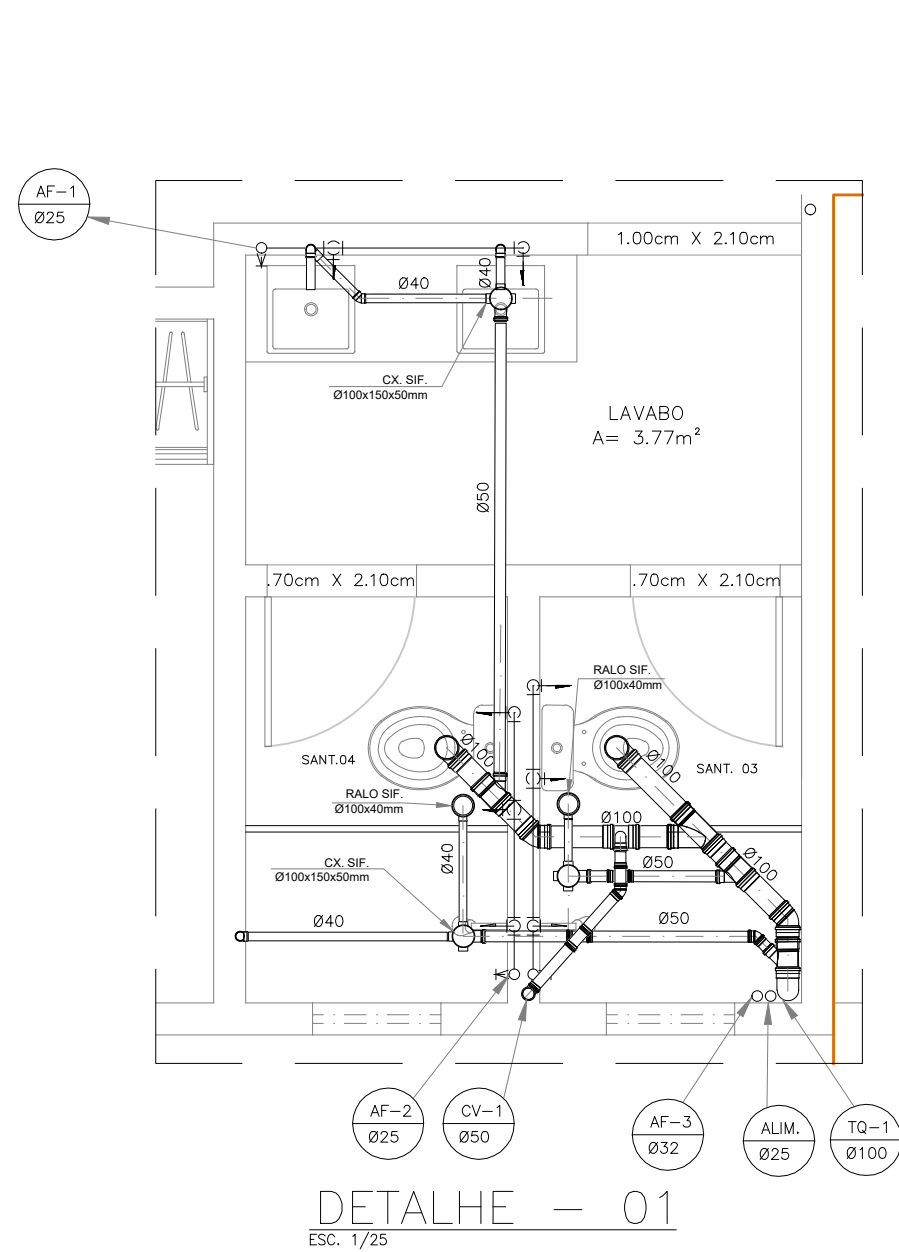 AF-1
Ø25
1.00cm X 2.10cm
Ø40
Ø40
CX. SIF.
Ø100x150x50mm
LAVABO
A= 3.77m²
Ø50
.70cm X 2.10cm
.70cm X 2.10cm
RALO SIF.
Ø100x40mm
Ø100
Ø100
SANT.04
SANT. 03
RALO SIF.
Ø100x40mm
Ø100
Ø40
CX. SIF.
Ø100x150x50mm
Ø50
Ø100
Ø40
Ø50
AF-2
Ø25
CV-1
Ø50
AF-3
Ø32
ALIM.
Ø25
TQ-1
Ø100
DETALHE - 01
ESC. 1/25